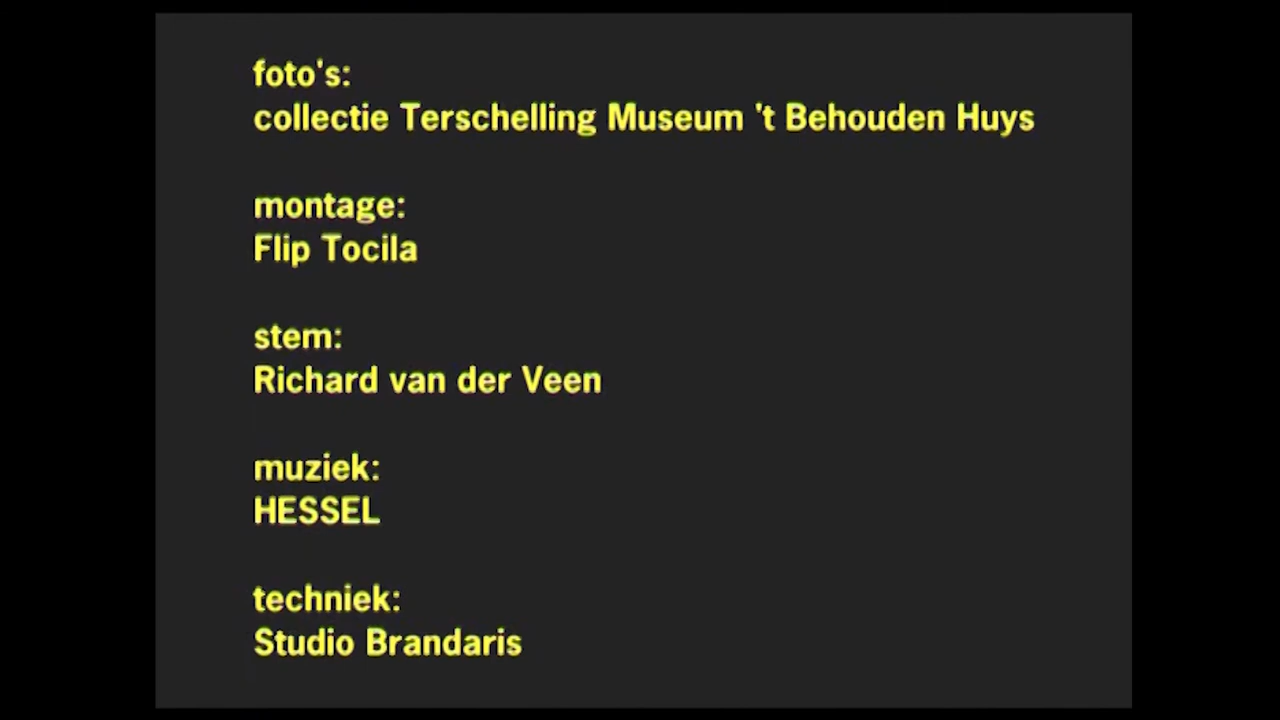 foto's:
collectie Terschelling Museum 't Behouden Huys
montage:
Flip Tocila
stem:
Richard van der Veen
muziek:
HESSEL
techniek:
Studio Brandaris